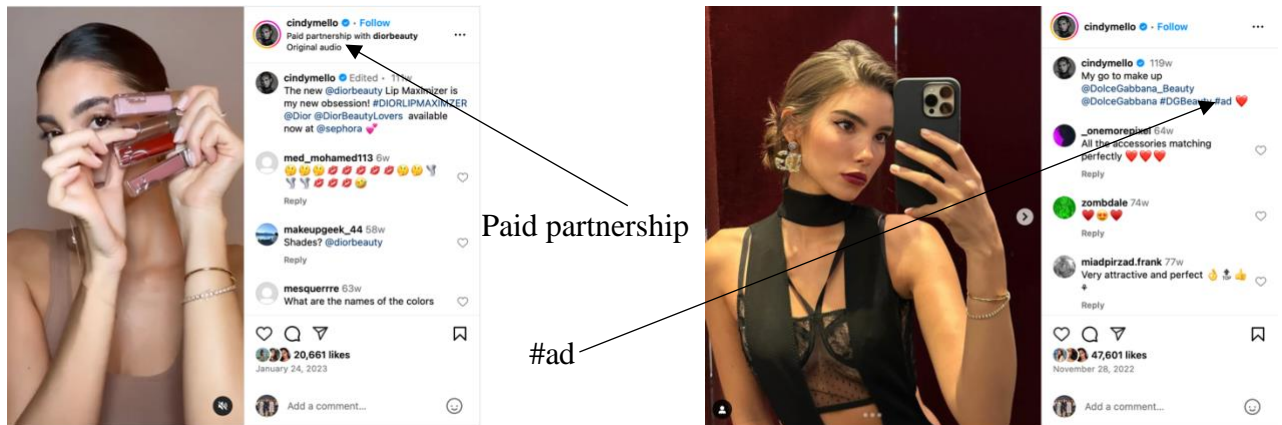 cindymello • Follow
Paid partnership with diorbeauty
Original audio
cindymello Edited • 111w
The new @diorbeauty Lip Maximizer is
my new obsession! #DIORLIPMAXIMZER
@Dior @DiorBeautyLovers available
now at @sephora 💕
med_mohamed113 6w
🤔🤔🤔💋💋💋💋💋🤔🤔
💋💋💋🤣
Reply
makeupgeek_44 58w
Shades? @diorbeauty
Reply
mesquerrre 63w
What are the names of the colors
20,661 likes
January 24, 2023
Add a comment...
Paid partnership
#ad
cindymello • Follow
cindymello 119w
My go to make up
@DolceGabbana_Beauty
@DolceGabbana #DGBeauty #ad ❤️
_onemorepixel 64w
All the accessories matching
perfectly ❤️❤️❤️
Reply
zombdale 74w
❤️😍❤️
Reply
miadpirzad.frank 77w
Very attractive and perfect 👌🔝👍
Reply
47,601 likes
November 28, 2022
Add a comment...